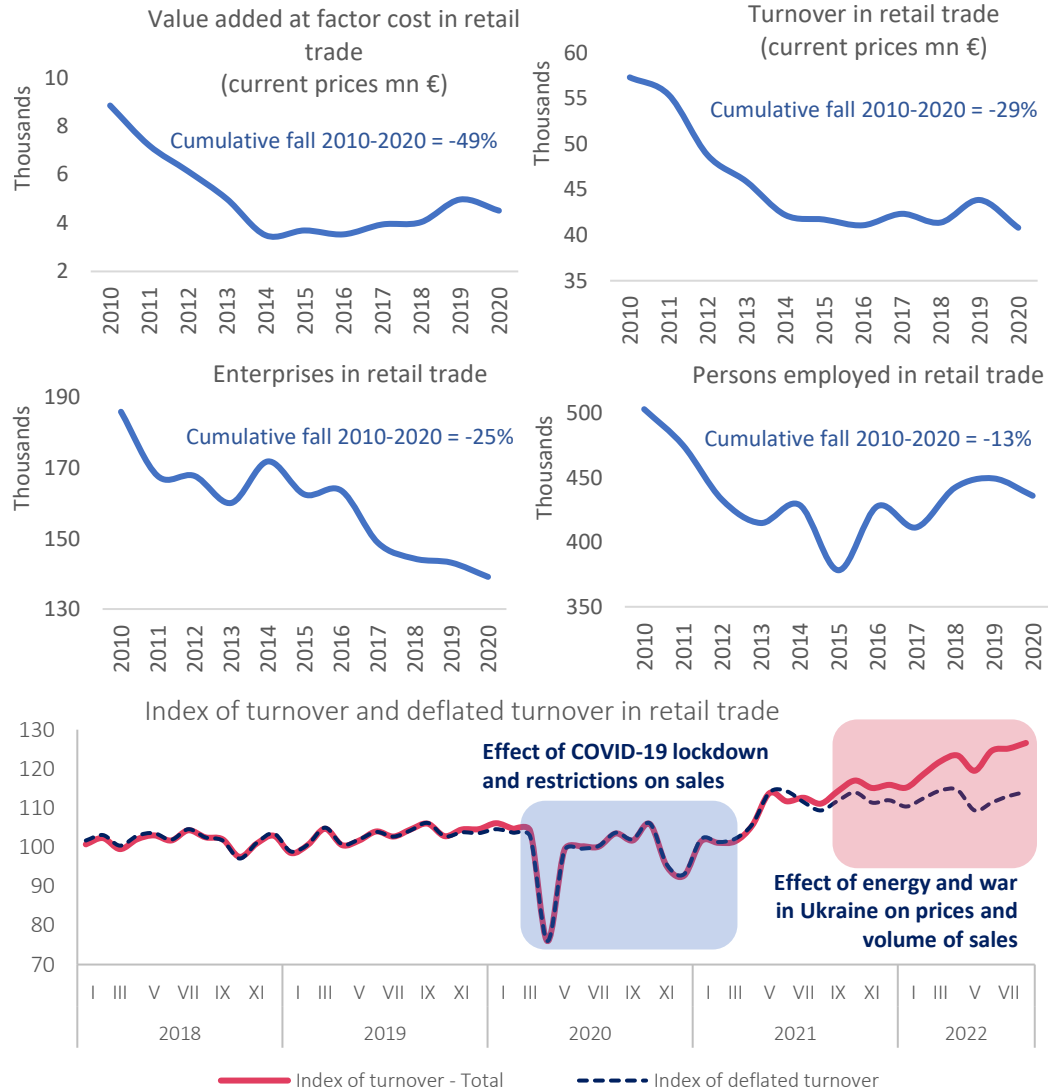 Value added at factor cost in retail
trade
(current prices mn €)
Thousands
10
8
6
4
2
Cumulative fall 2010-2020 = -49%
2010
2011
2012
2013
2014
2015
2016
2017
2018
2019
2020
Turnover in retail trade
(current prices mn €)
Thousands
60
55
50
45
40
35
Cumulative fall 2010-2020 = -29%
2010
2011
2012
2013
2014
2015
2016
2017
2018
2019
2020
Enterprises in retail trade
Thousands
190
170
150
130
Cumulative fall 2010-2020 = -25%
2010
2011
2012
2013
2014
2015
2016
2017
2018
2019
2020
Persons employed in retail trade
Thousands
500
450
400
350
Cumulative fall 2010-2020 = -13%
2010
2011
2012
2013
2014
2015
2016
2017
2018
2019
2020
Index of turnover and deflated turnover in retail trade
130
120
110
100
90
80
70
Effect of COVID-19 lockdown
and restrictions on sales
Effect of energy and war
in Ukraine on prices and
volume of sales
I III V VII IX XI I III V VII IX XI I III V VII IX XI I III V VII IX XI I III V VII
2018 2019 2020 2021 2022
Index of turnover - Total
Index of deflated turnover